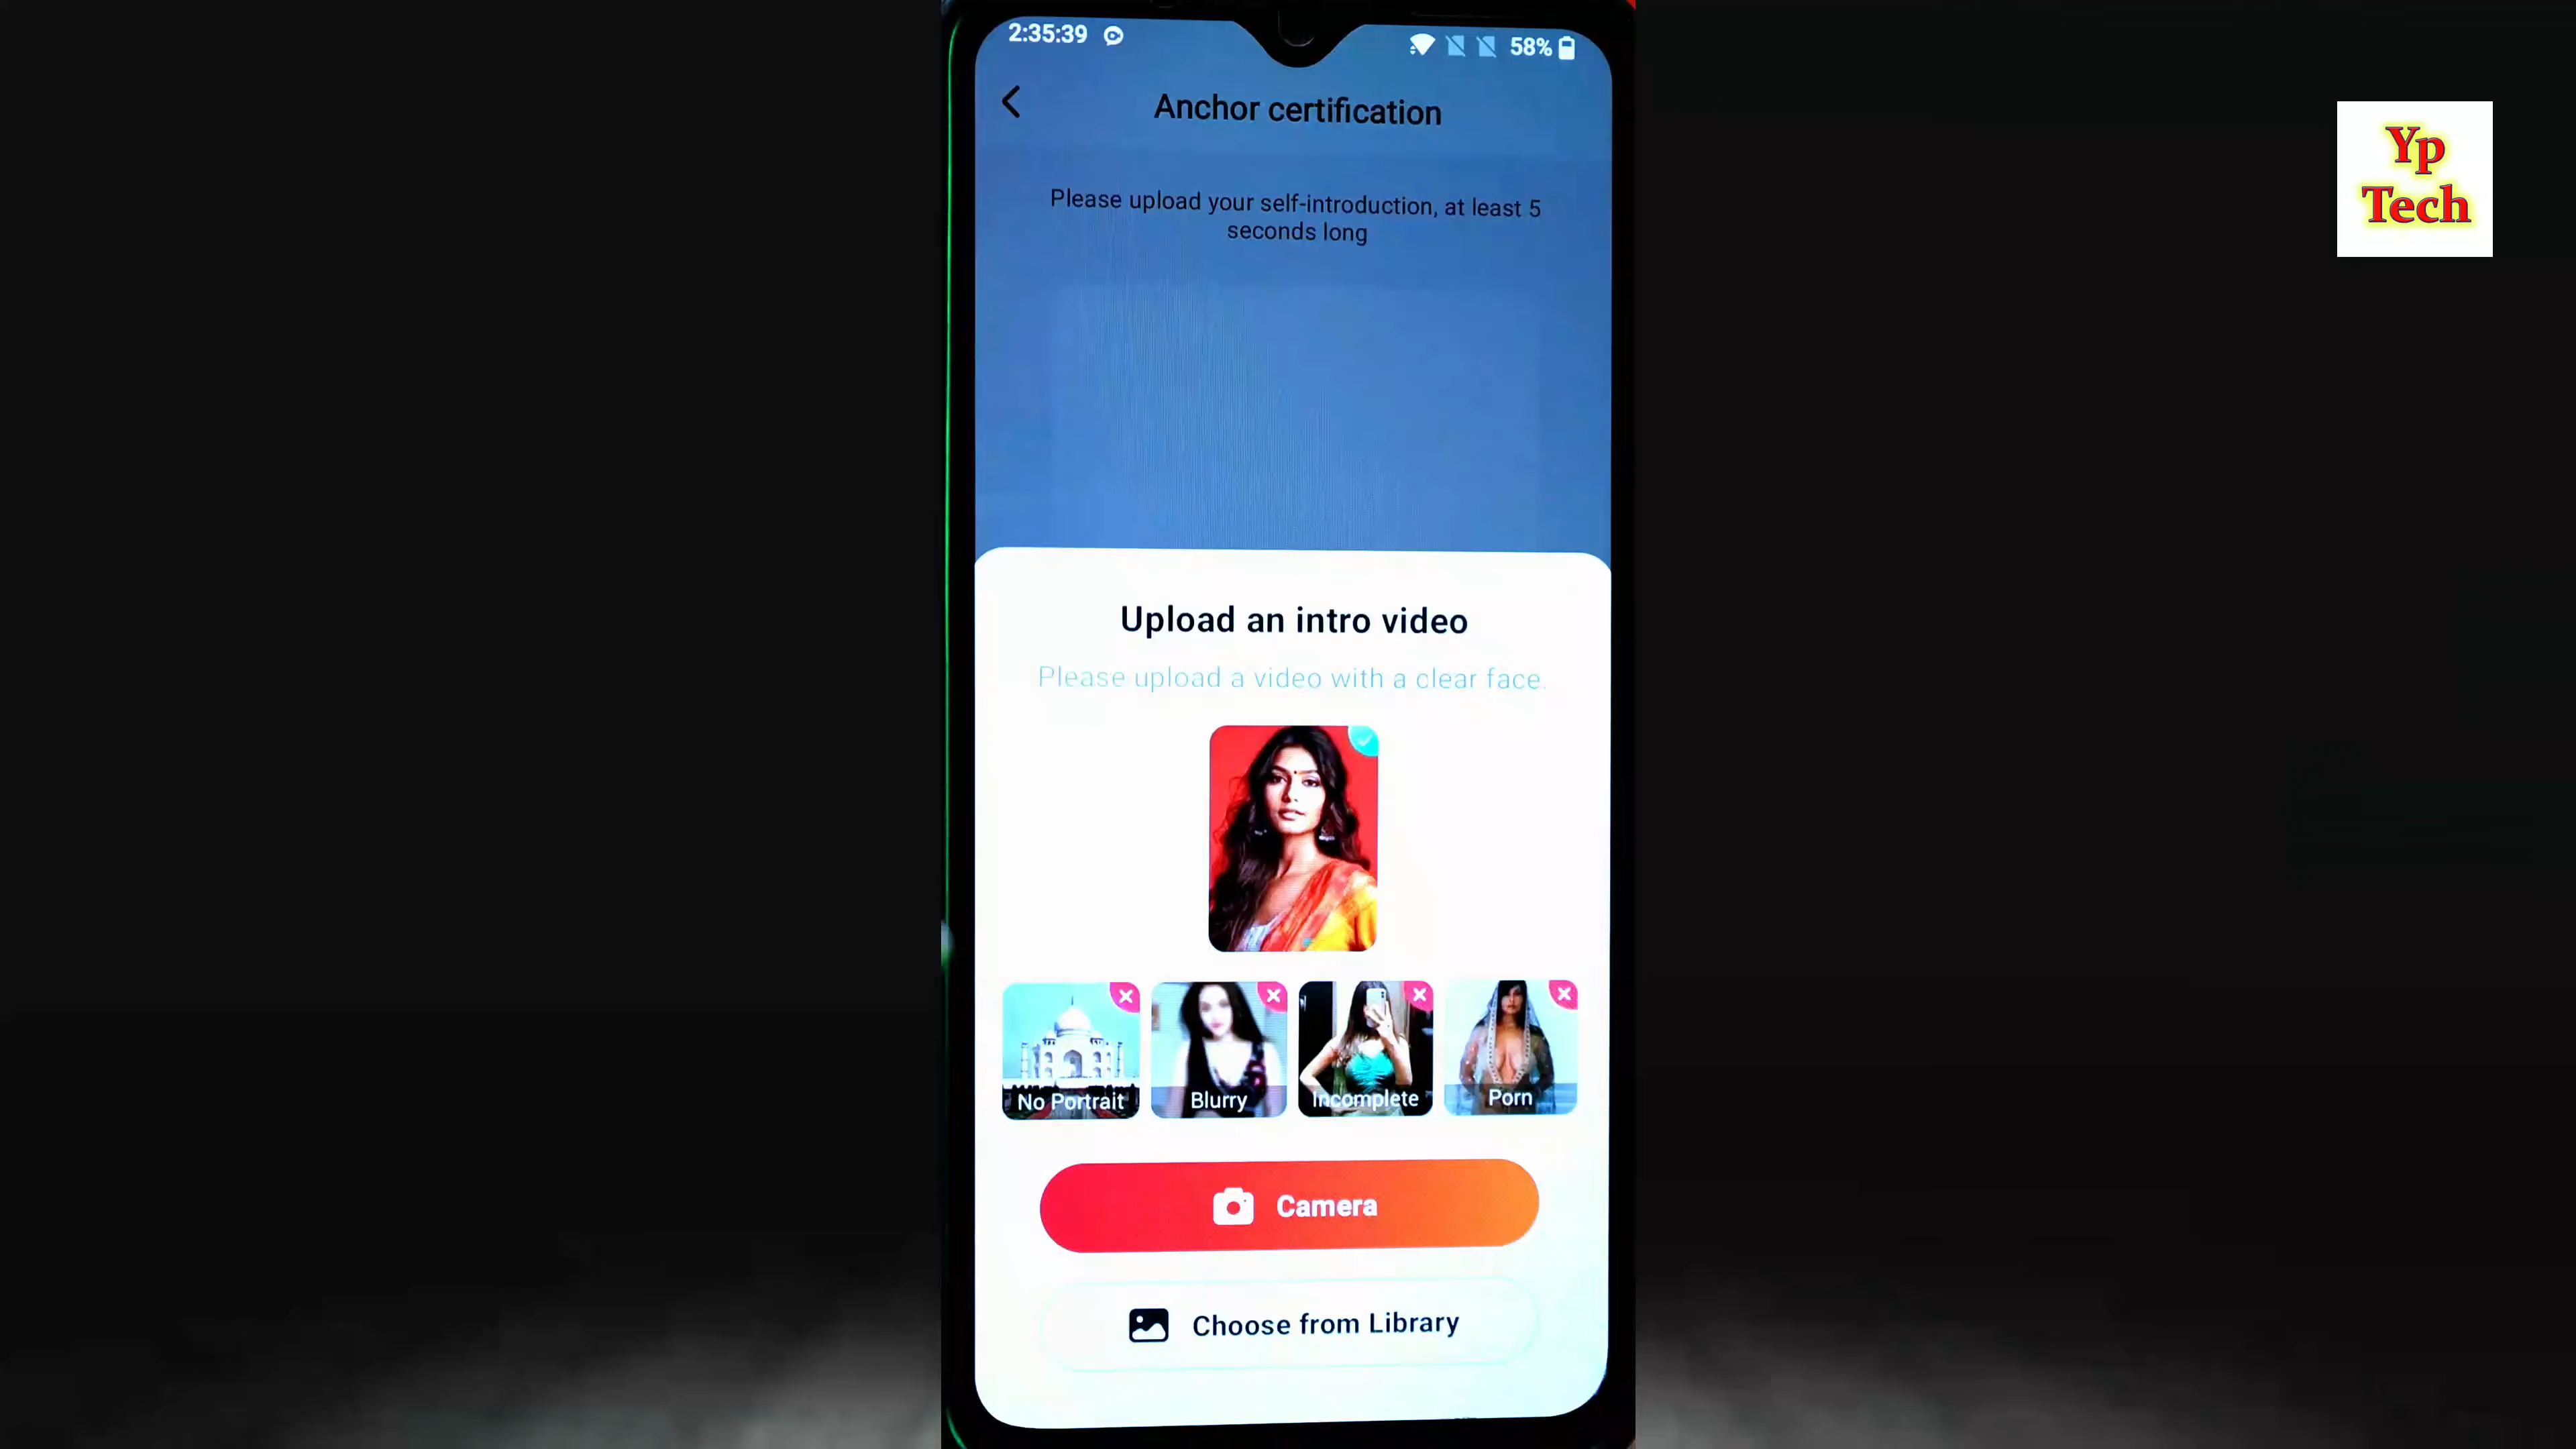 2:35:39
58%
Anchor certification
Please upload your self-introduction, at least 5
seconds long
Yp
Tech
Upload an intro video
Please upload a video with a clear face.
No Portrait
Blurry
Incomplete
Porn
Camera
Choose from Library